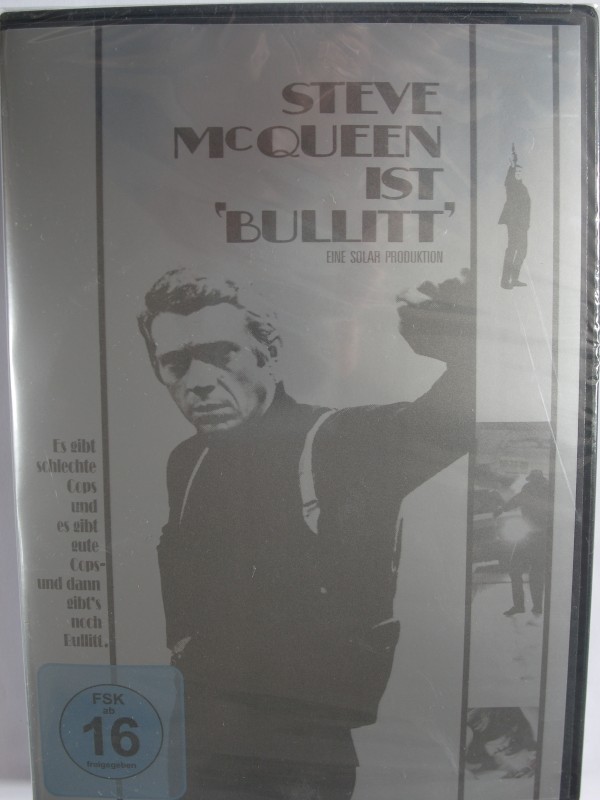 STEVE
McQUEEN
IST
'BULLITT'
EINE SOLAR PRODUKTION
Es gibt
schlechte
Cops
und
es gibt
gute
Cops-
und dann
gibt's
noch
Bullitt.
FSK
ab
16
freigegeben